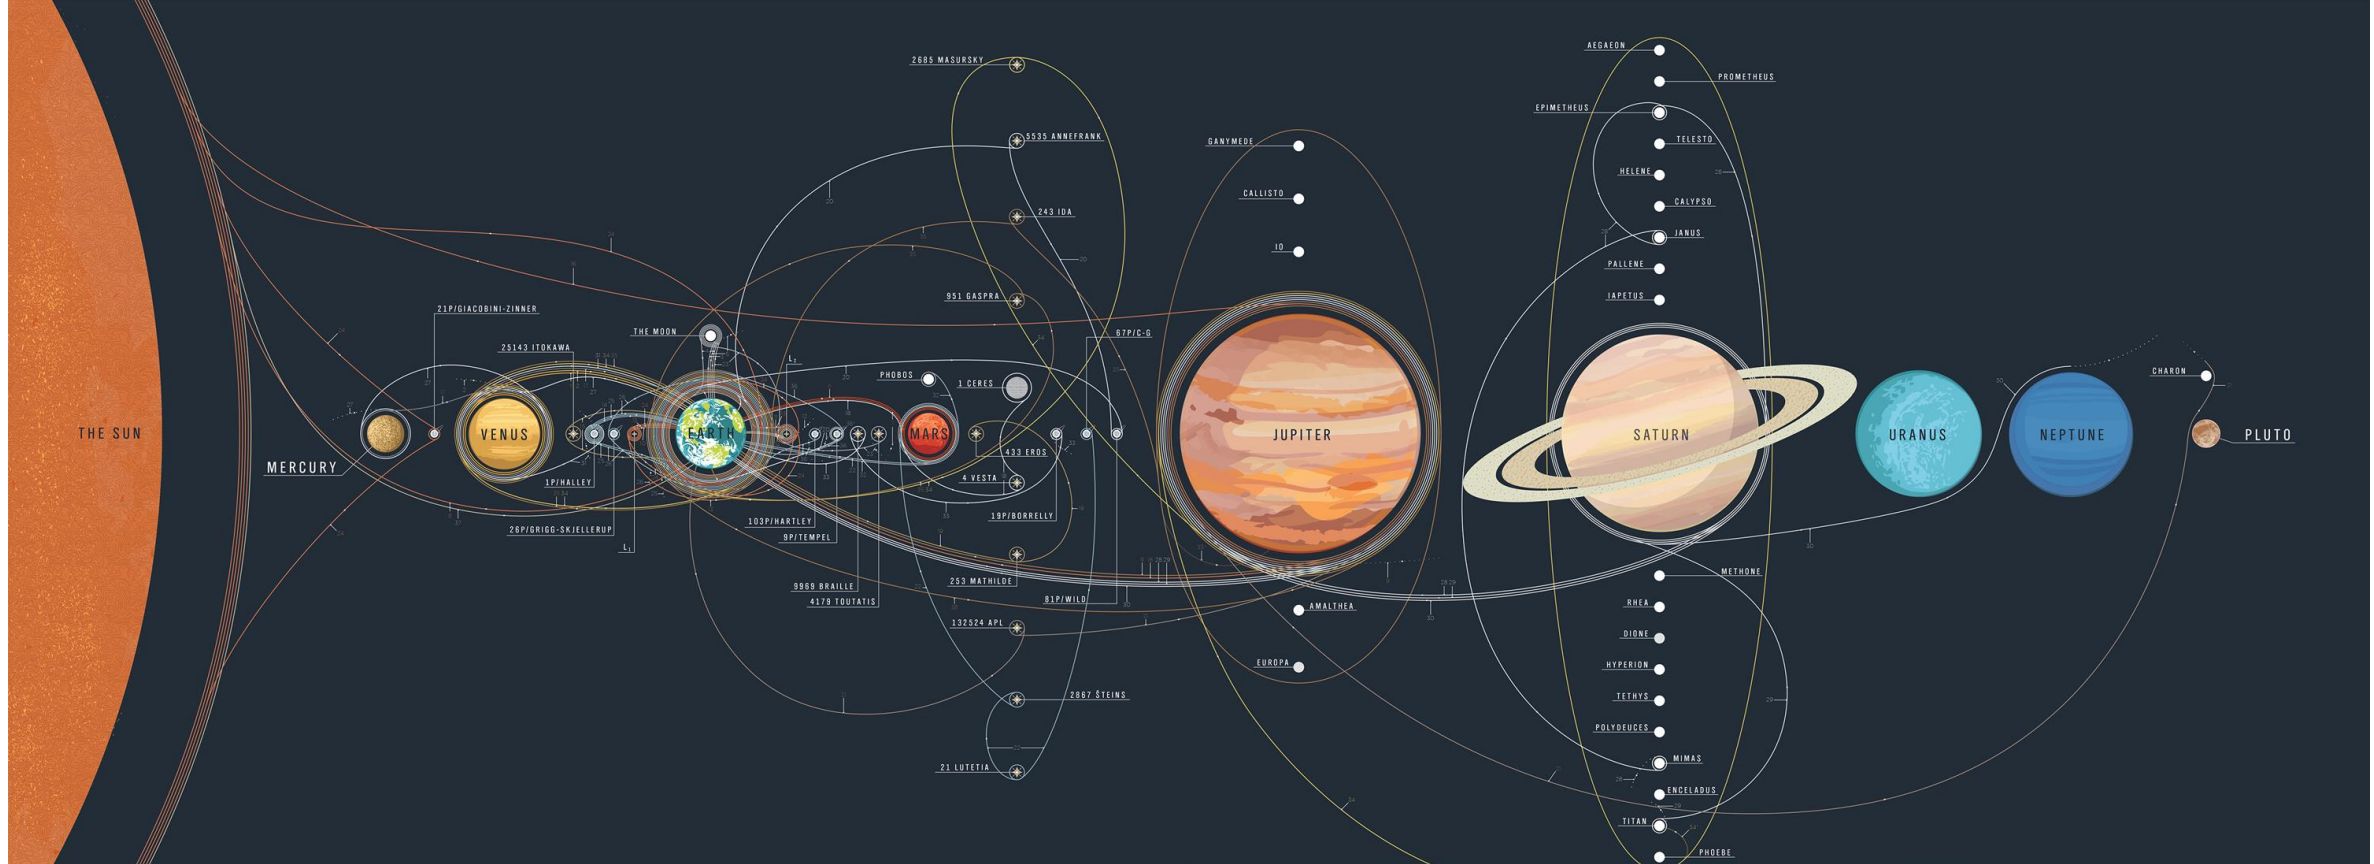 THE SUN
MERCURY
21P/GIACOBINI-ZINNER
25143 ITOKAWA
VENUS
1P/HALLEY
26P/GRIGG-SKJELLERUP
L1
THE MOON
EARTH
L2
103P/HARTLEY
9P/TEMPEL
9969 BRAILLE
4179 TOUTATIS
PHOBOS
MARS
2685 MASURSKY
5535 ANNEFRANK
243 IDA
951 GASPRA
67P/C-G
1 CERES
433 EROS
4 VESTA
19P/BORRELLY
253 MATHILDE
81P/WILD
132524 APL
2867 ŠTEINS
21 LUTETIA
GANYMEDE
CALLISTO
IO
JUPITER
AMALTHEA
EUROPA
AEGAEON
PROMETHEUS
EPIMETHEUS
TELESTO
HELENE
CALYPSO
JANUS
PALLENE
IAPETUS
SATURN
METHONE
RHEA
DIONE
HYPERION
TETHYS
POLYDEUCES
MIMAS
ENCELADUS
TITAN
PHOEBE
URANUS
NEPTUNE
CHARON
PLUTO